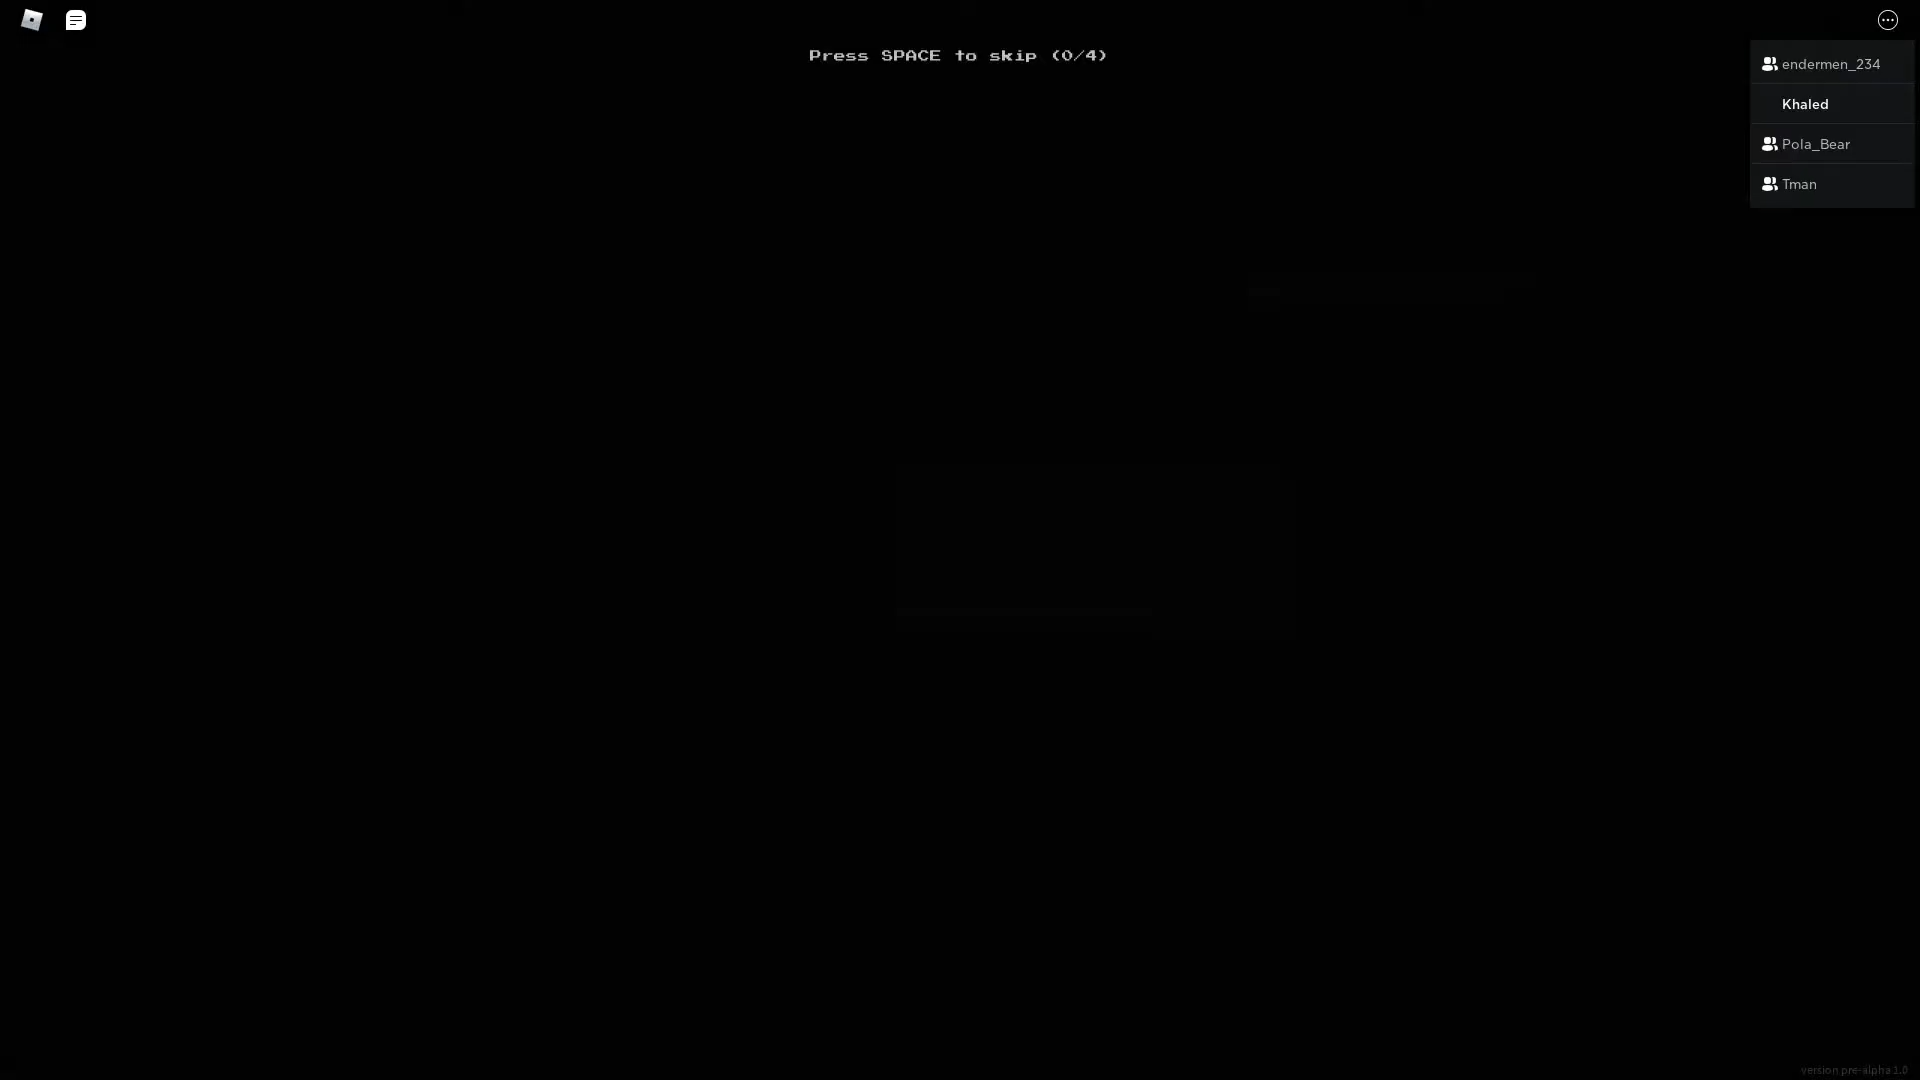 Press SPACE to skip (0/4)
endermen_234
Khaled
Pola_Bear
Tman
version pre-alpha 1.0